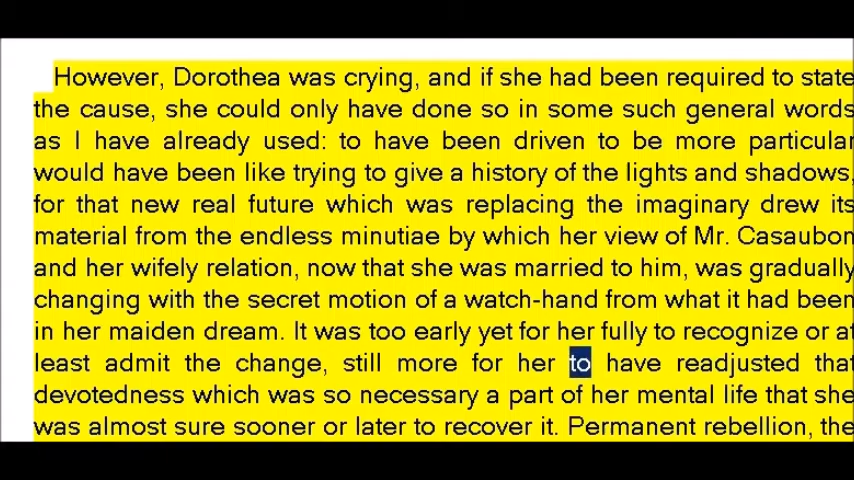 However, Dorothea was crying, and if she had been required to state
the cause, she could only have done so in some such general words
as I have already used: to have been driven to be more particular
would have been like trying to give a history of the lights and shadows,
for that new real future which was replacing the imaginary drew its
material from the endless minutiae by which her view of Mr. Casaubon
and her wifely relation, now that she was married to him, was gradually
changing with the secret motion of a watch-hand from what it had been
in her maiden dream. It was too early yet for her fully to recognize or at
least admit the change, still more for her to have readjusted that
devotedness which was so necessary a part of her mental life that she
was almost sure sooner or later to recover it. Permanent rebellion, the